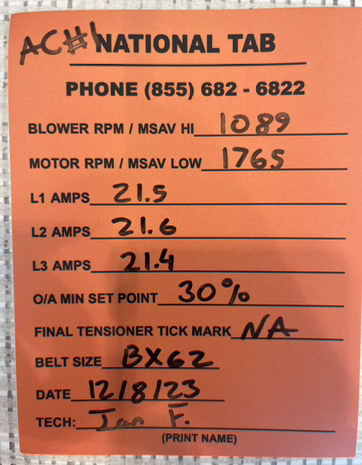 AC#1 NATIONAL TAB
PHONE (855) 682 - 6822
BLOWER RPM / MSAV HI 1089
MOTOR RPM / MSAV LOW 1765
L1 AMPS 21.5
L2 AMPS 21.6
L3 AMPS 21.4
O/A MIN SET POINT 30%
FINAL TENSIONER TICK MARK NA
BELT SIZE BX62
DATE 12/8/23
TECH: Ian F.
(PRINT NAME)